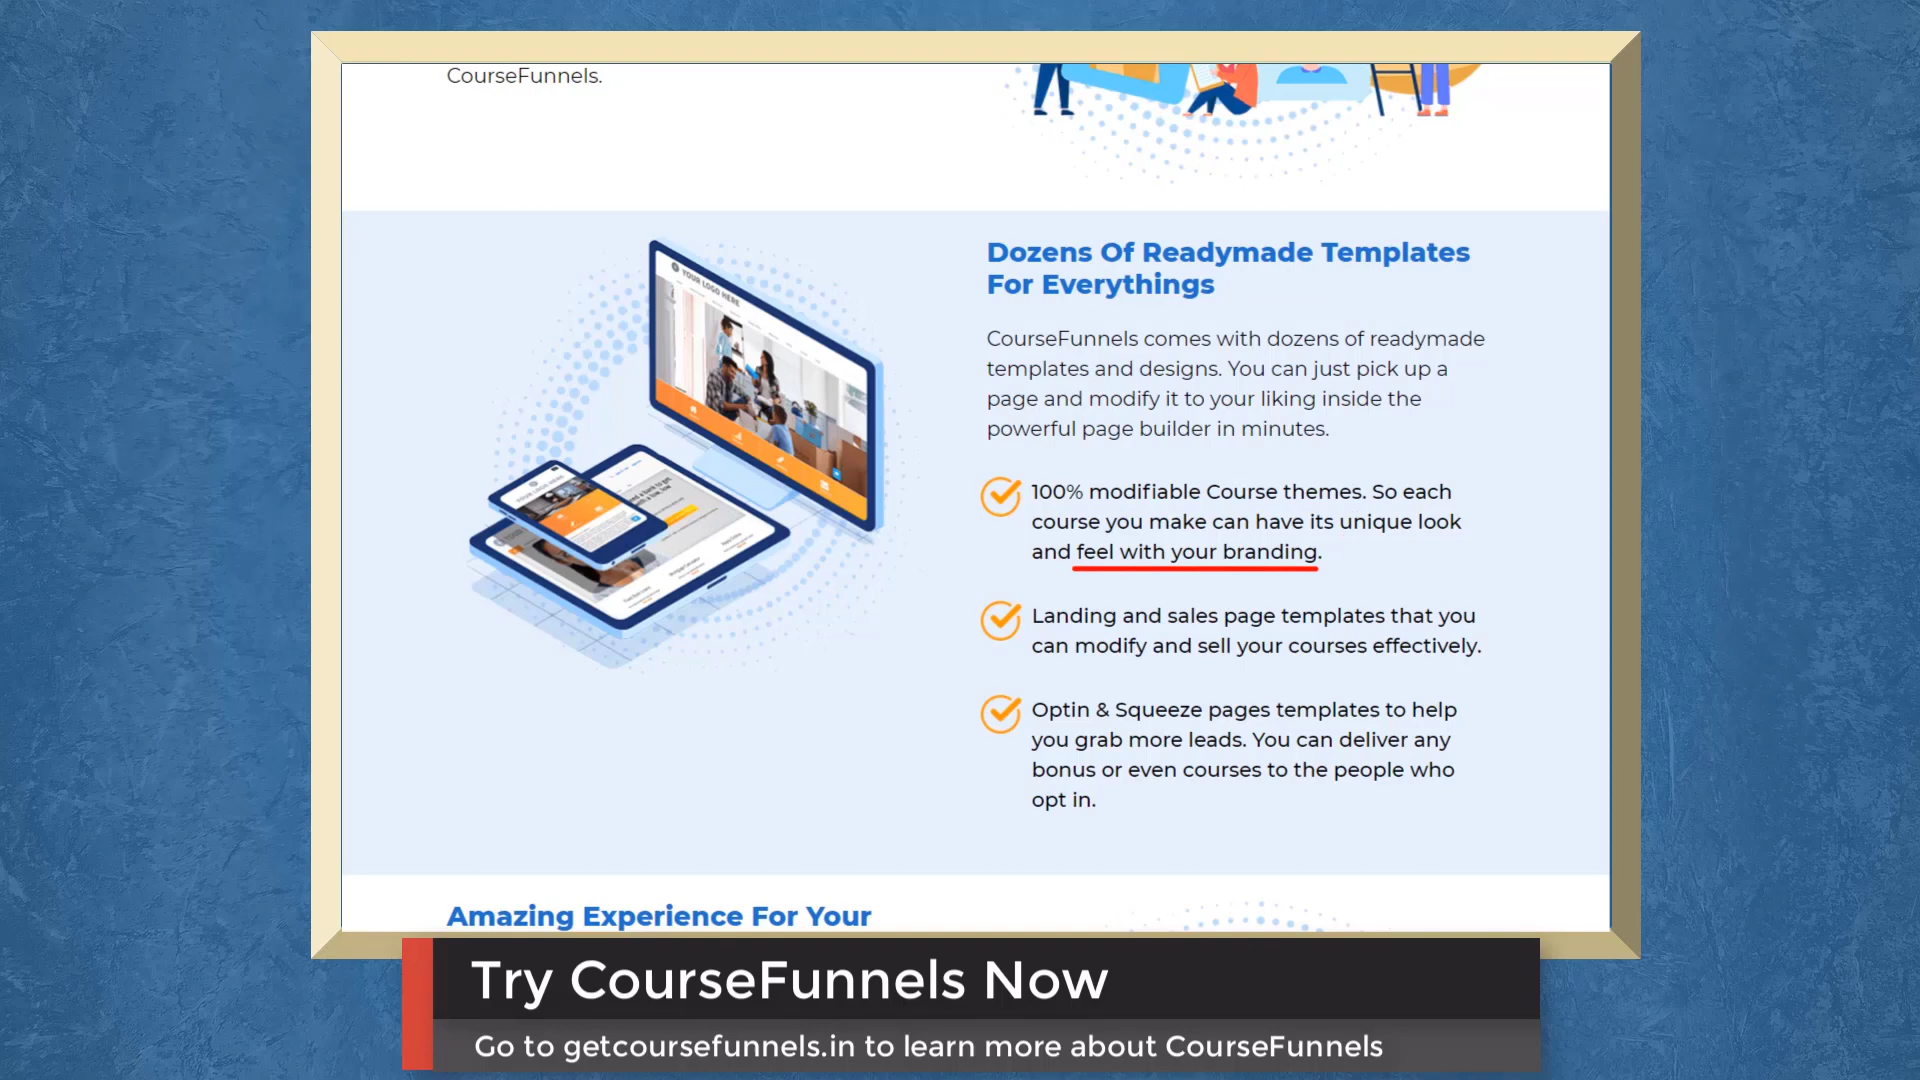 CourseFunnels.
YOUR LOGO HERE
Dozens Of Readymade Templates
For Everythings
CourseFunnels comes with dozens of readymade
templates and designs. You can just pick up a
page and modify it to your liking inside the
powerful page builder in minutes.
100% modifiable Course themes. So each
course you make can have its unique look
and feel with your branding.
Landing and sales page templates that you
can modify and sell your courses effectively.
Optin & Squeeze pages templates to help
you grab more leads. You can deliver any
bonus or even courses to the people who
opt in.
Amazing Experience For Your
Try CourseFunnels Now
Go to getcoursefunnels.in to learn more about CourseFunnels